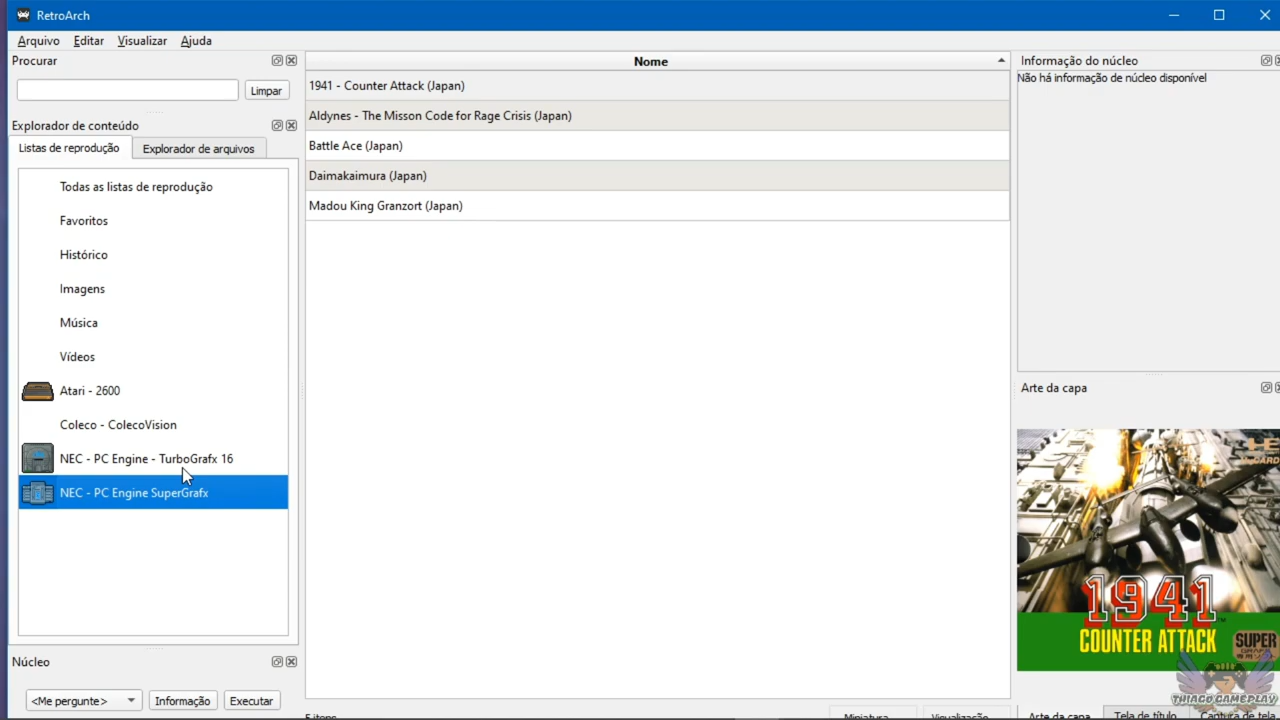 RetroArch
Arquivo Editar Visualizar Ajuda
Procurar
Limpar
Explorador de conteúdo
Listas de reprodução
Explorador de arquivos
Todas as listas de reprodução
Favoritos
Histórico
Imagens
Música
Vídeos
Atari - 2600
Coleco - ColecoVision
NEC - PC Engine - TurboGrafx 16
NEC - PC Engine SuperGrafx
Núcleo
<Me pergunte>
Informação
Executar
Nome
1941 - Counter Attack (Japan)
Aldynes - The Misson Code for Rage Crisis (Japan)
Battle Ace (Japan)
Daimakaimura (Japan)
Madou King Granzort (Japan)
5 itens
Miniatura
Visualização
Informação do núcleo
Não há informação de núcleo disponível
Arte da capa
1941
COUNTER ATTACK
SUPER
THIAGO GAMEPLAY
Arte da capa
Tela de título
Captura de tela